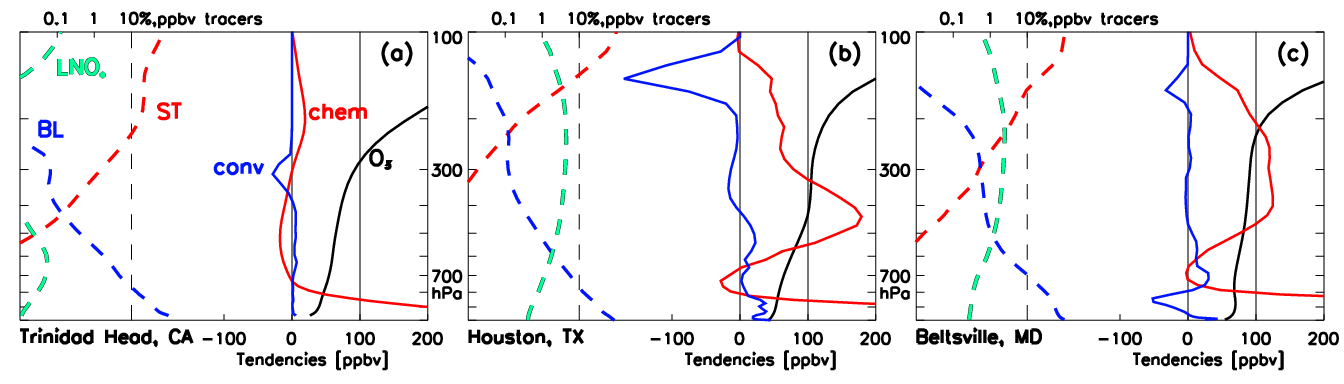 0.1 1 10%,ppbv tracers
0.1 1 10%,ppbv tracers
0.1 1 10%,ppbv tracers
100 100
(a) (b) (c)
LNOₓ
ST chem
BL
O₃
conv
300 300
700 700
hPa hPa
Trinidad Head, CA -100 0 100 200
Houston, TX -100 0 100 200
Beltsville, MD -100 0 100 200
Tendencies [ppbv]
Tendencies [ppbv]
Tendencies [ppbv]